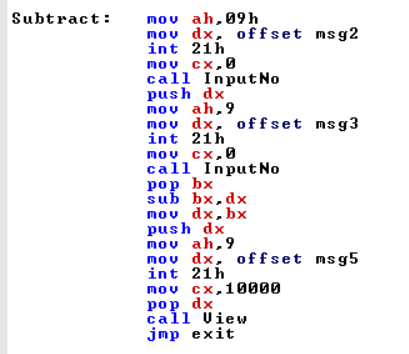 Subtract: mov ah,09h
mov dx, offset msg2
int 21h
mov cx,0
call InputNo
push dx
mov ah,9
mov dx, offset msg3
int 21h
mov cx,0
call InputNo
pop bx
sub bx,dx
mov dx,bx
push dx
mov ah,9
mov dx, offset msg5
int 21h
mov cx,10000
pop dx
call View
jmp exit